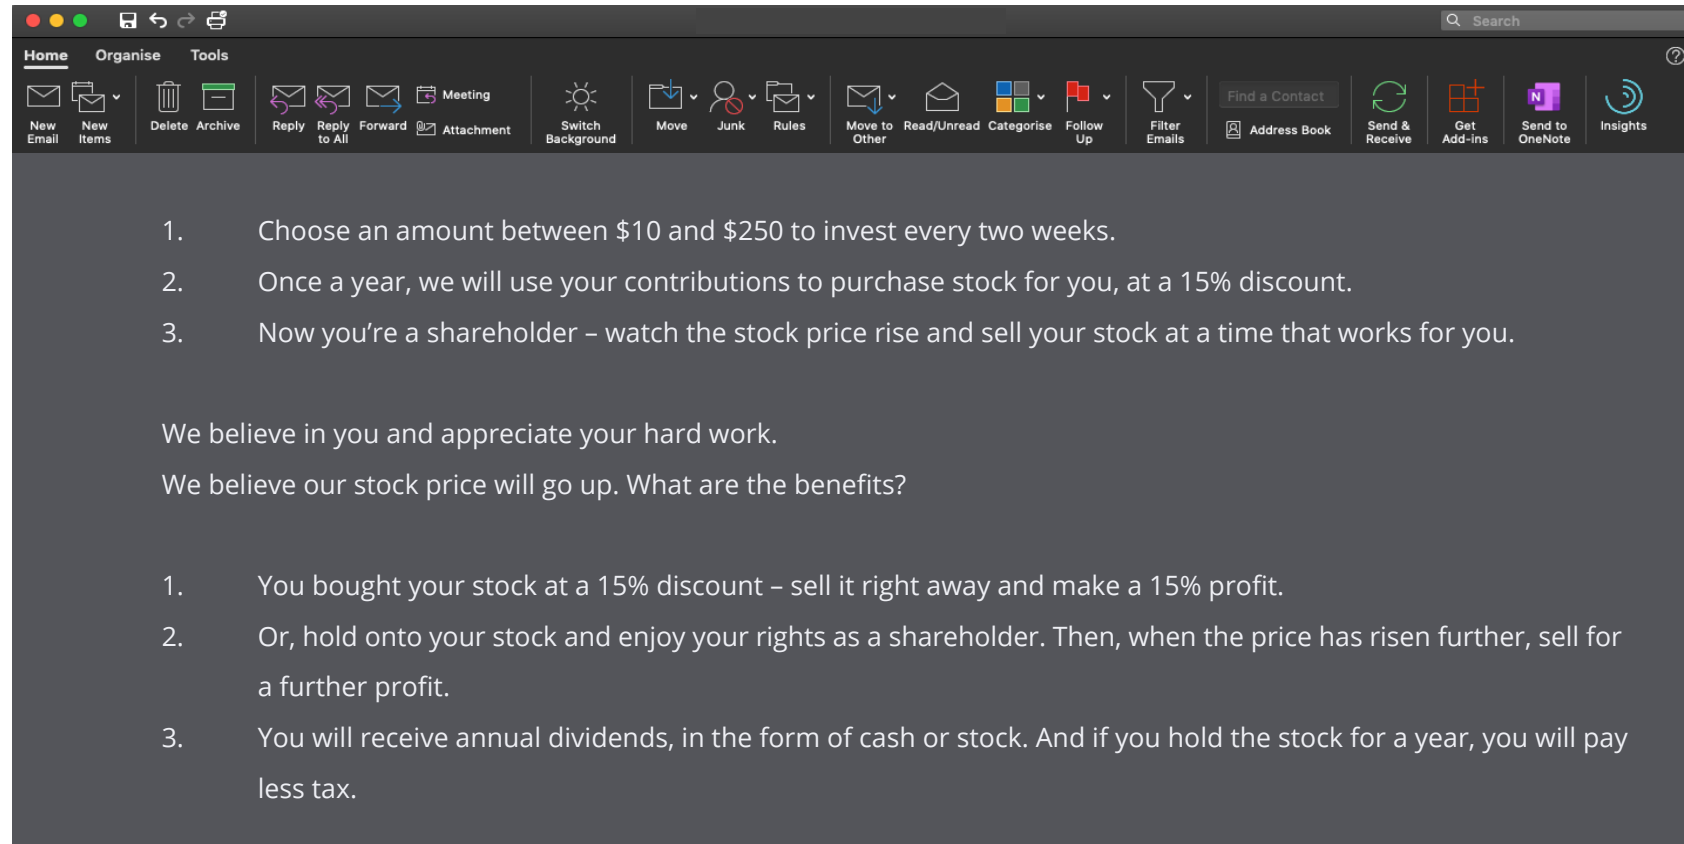 Search
Home Organise Tools
New Email
New Items
Delete
Archive
Reply
Reply to All
Forward
Meeting
Attachment
Switch Background
Move
Junk
Rules
Move to Other
Read/Unread
Categorise
Follow Up
Filter Emails
Find a Contact
Address Book
Send & Receive
Get Add-ins
N
Send to OneNote
Insights
1. Choose an amount between $10 and $250 to invest every two weeks.
2. Once a year, we will use your contributions to purchase stock for you, at a 15% discount.
3. Now you’re a shareholder – watch the stock price rise and sell your stock at a time that works for you.
We believe in you and appreciate your hard work.
We believe our stock price will go up. What are the benefits?
1. You bought your stock at a 15% discount – sell it right away and make a 15% profit.
2. Or, hold onto your stock and enjoy your rights as a shareholder. Then, when the price has risen further, sell for
a further profit.
3. You will receive annual dividends, in the form of cash or stock. And if you hold the stock for a year, you will pay
less tax.